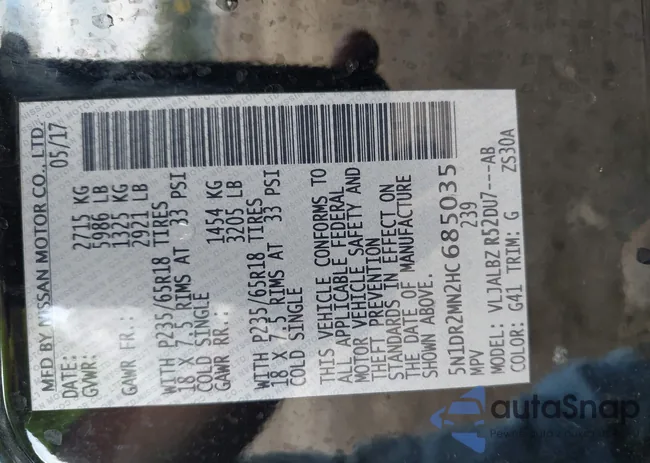 MFD BY NISSAN MOTOR CO., LTD.
DATE: 05/17
GVWR: 2715 KG
5986 LB
GAWR FR.: 1325 KG
2921 LB
WITH P235/65R18 TIRES
18 X 7.5 RIMS AT 33 PSI
COLD SINGLE
GAWR RR.: 1454 KG
3205 LB
WITH P235/65R18 TIRES
18 X 7.5 RIMS AT 33 PSI
COLD SINGLE
THIS VEHICLE CONFORMS TO
ALL APPLICABLE FEDERAL
MOTOR VEHICLE SAFETY AND
THEFT PREVENTION
STANDARDS IN EFFECT ON
THE DATE OF MANUFACTURE
SHOWN ABOVE.
5N1DR2MN2HC685035
MPV 239
MODEL: VLJALBZ R52DU7---AB
COLOR: G41 TRIM: G ZS30A
autaSnap